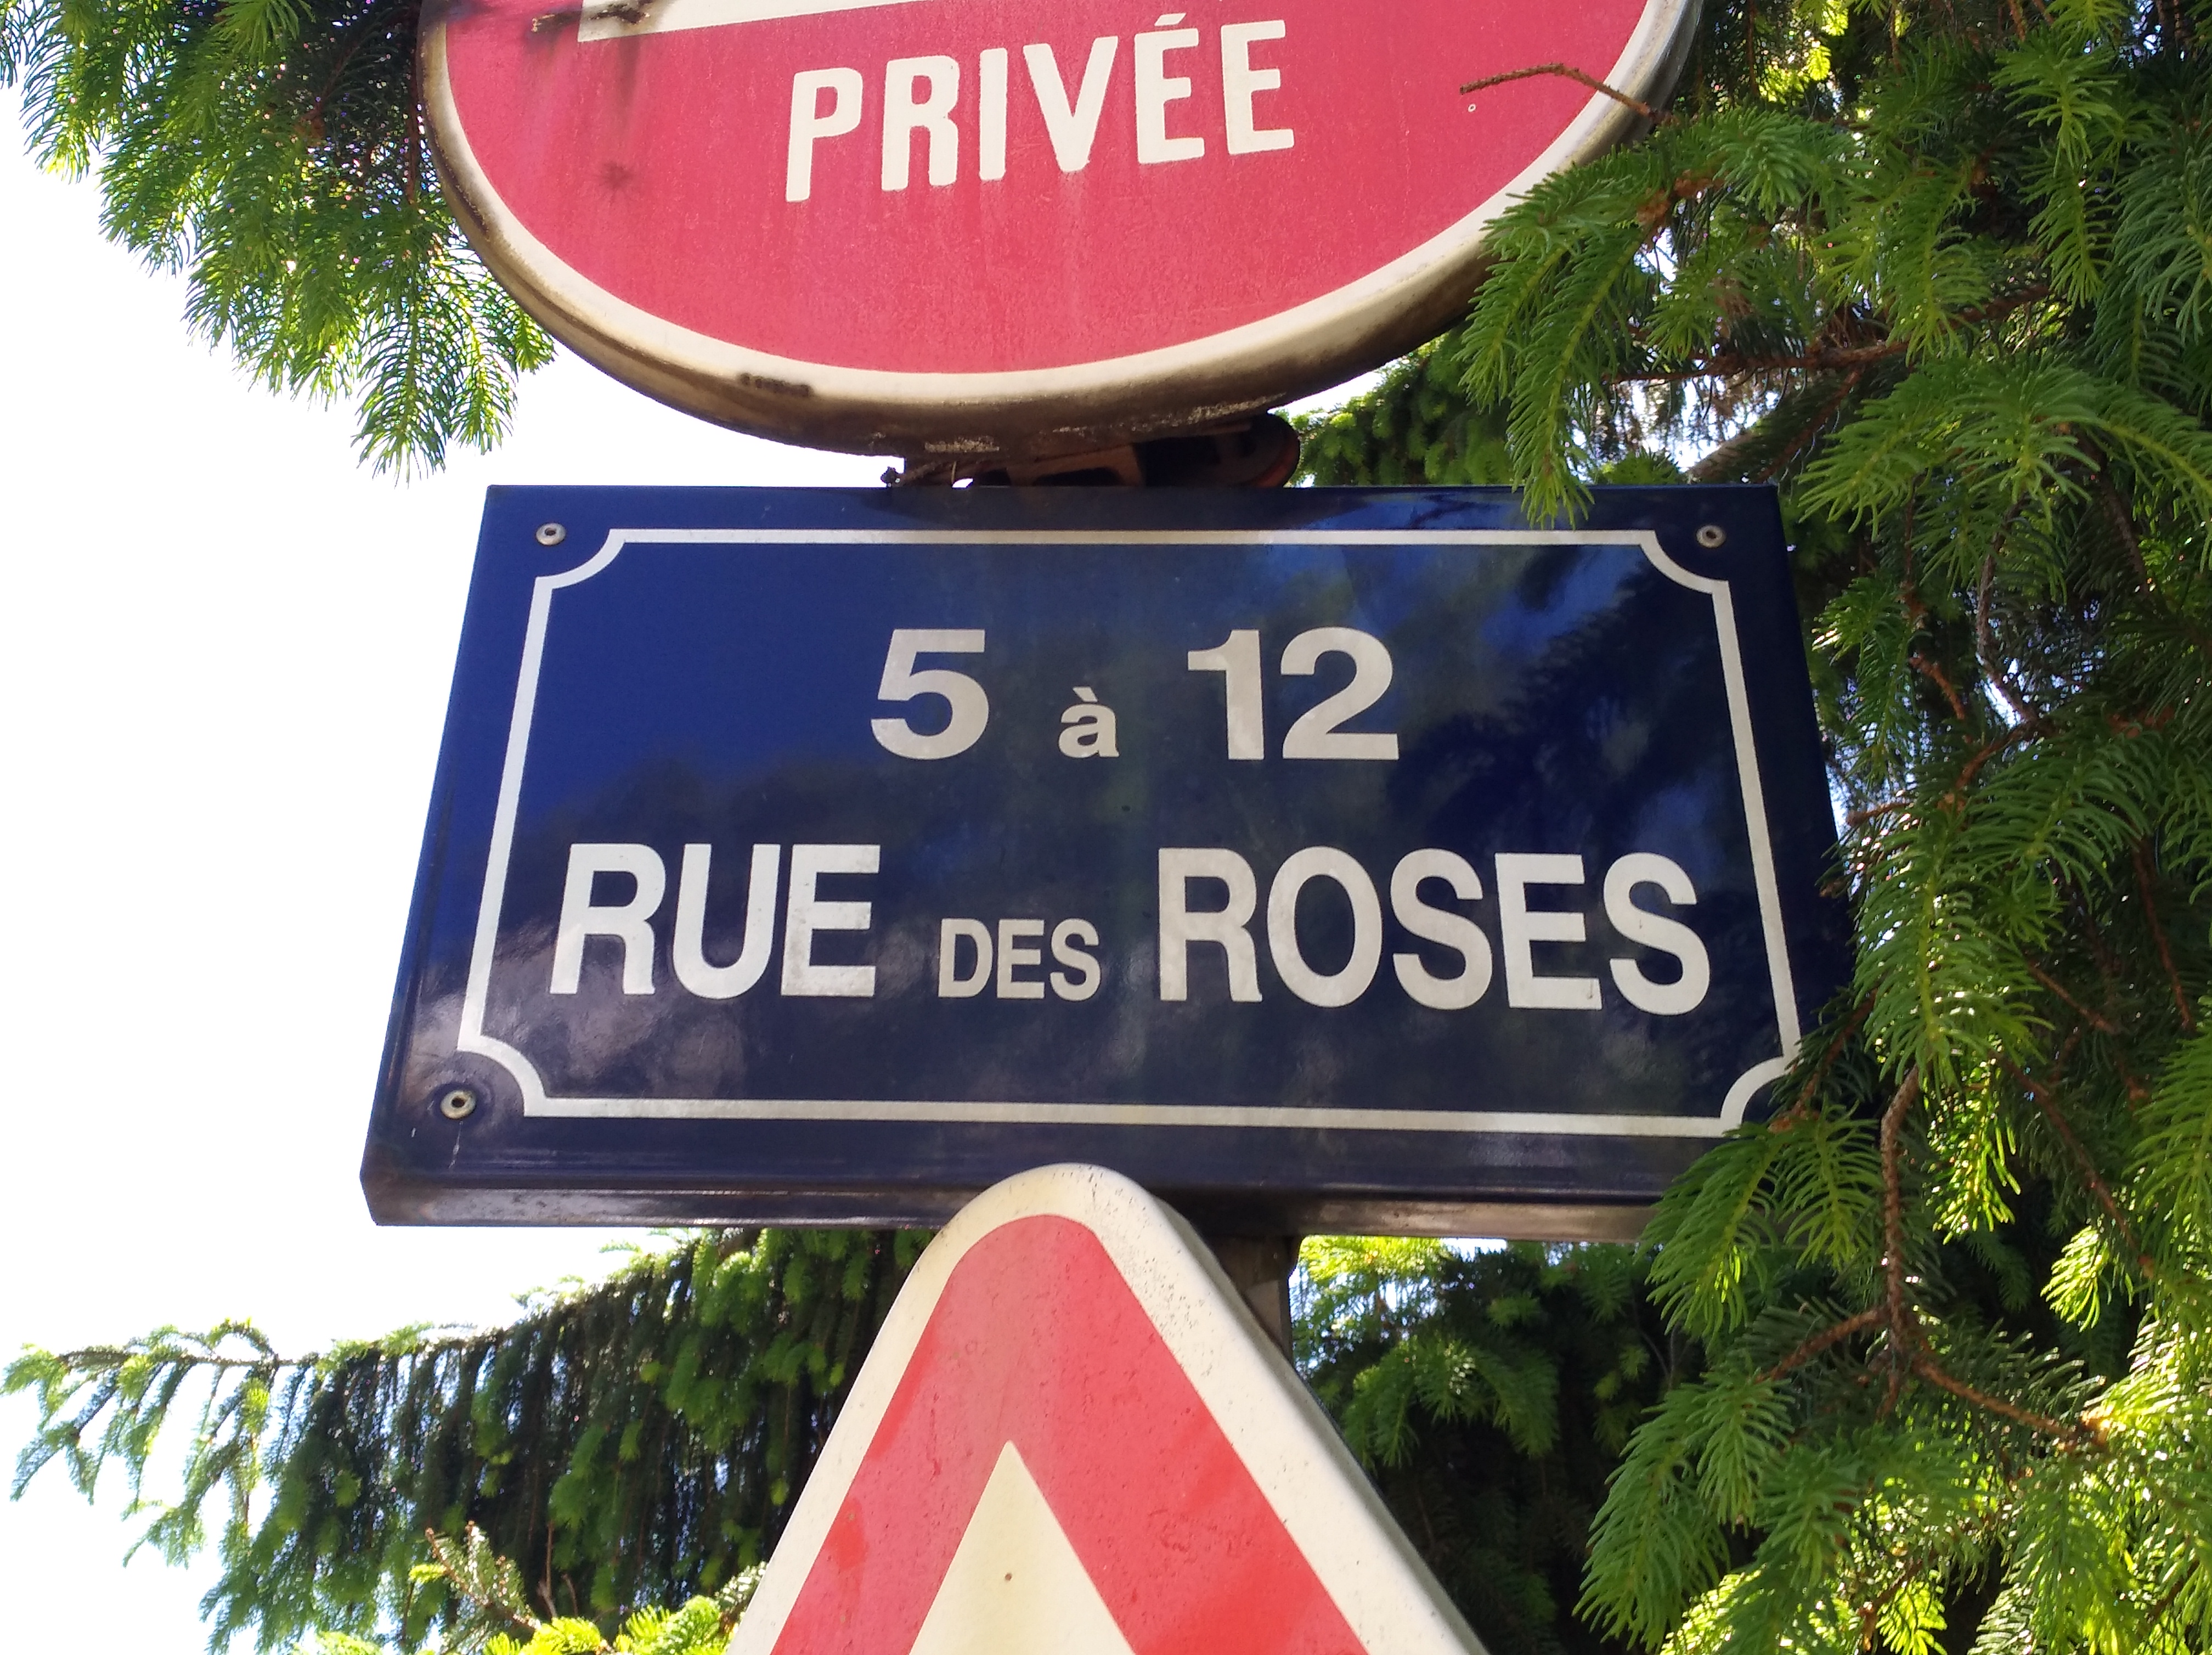 PRIVÉE
5 à 12
RUE DES ROSES